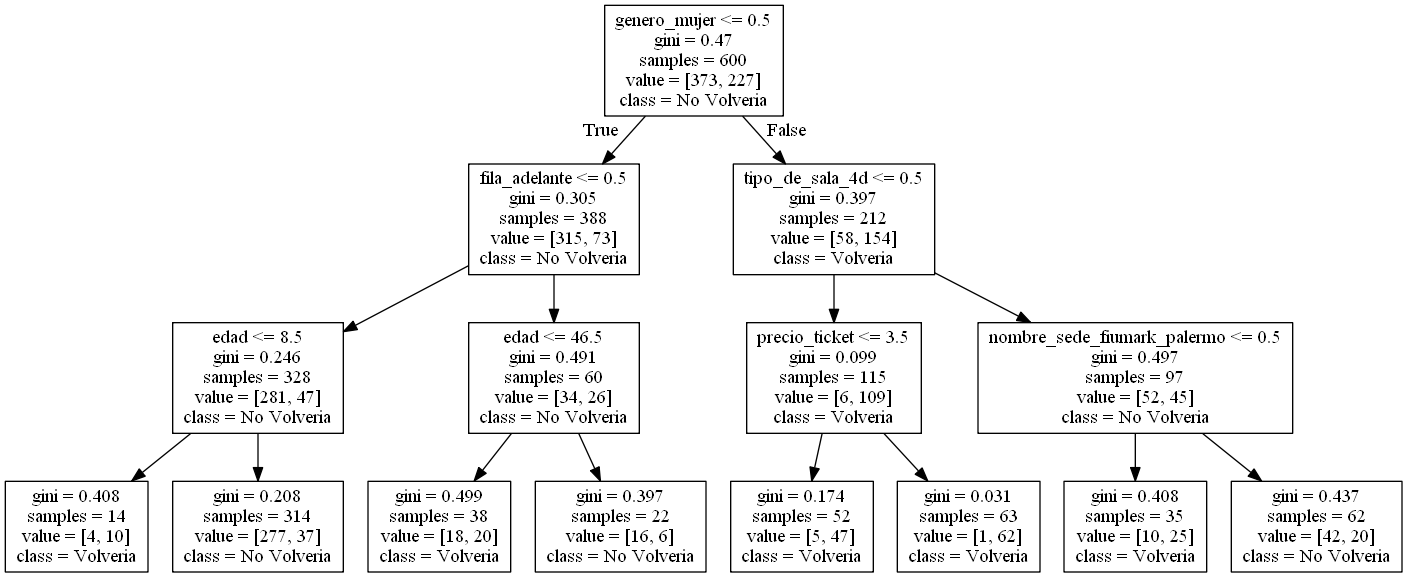 genero_mujer <= 0.5
gini = 0.47
samples = 600
value = [373, 227]
class = No Volveria
True
False
fila_adelante <= 0.5
gini = 0.305
samples = 388
value = [315, 73]
class = No Volveria
tipo_de_sala_4d <= 0.5
gini = 0.397
samples = 212
value = [58, 154]
class = Volveria
edad <= 8.5
gini = 0.246
samples = 328
value = [281, 47]
class = No Volveria
edad <= 46.5
gini = 0.491
samples = 60
value = [34, 26]
class = No Volveria
precio_ticket <= 3.5
gini = 0.099
samples = 115
value = [6, 109]
class = Volveria
nombre_sede_fiumark_palermo <= 0.5
gini = 0.497
samples = 97
value = [52, 45]
class = No Volveria
gini = 0.408
samples = 14
value = [4, 10]
class = Volveria
gini = 0.208
samples = 314
value = [277, 37]
class = No Volveria
gini = 0.499
samples = 38
value = [18, 20]
class = Volveria
gini = 0.397
samples = 22
value = [16, 6]
class = No Volveria
gini = 0.174
samples = 52
value = [5, 47]
class = Volveria
gini = 0.031
samples = 63
value = [1, 62]
class = Volveria
gini = 0.408
samples = 35
value = [10, 25]
class = Volveria
gini = 0.437
samples = 62
value = [42, 20]
class = No Volveria